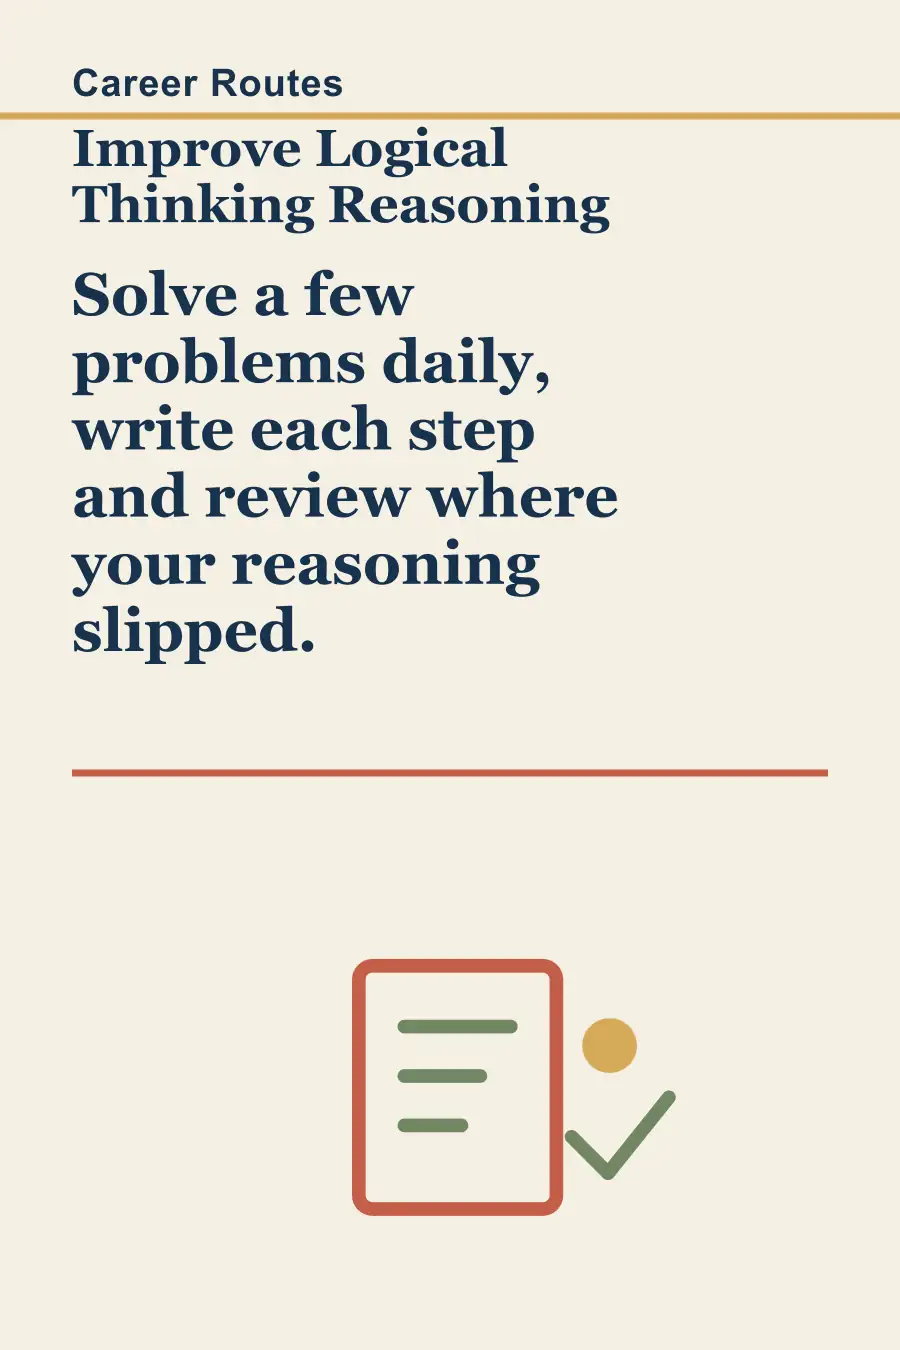 Career Routes
Improve Logical
Thinking Reasoning
Solve a few
problems daily,
write each step
and review where
your reasoning
slipped.